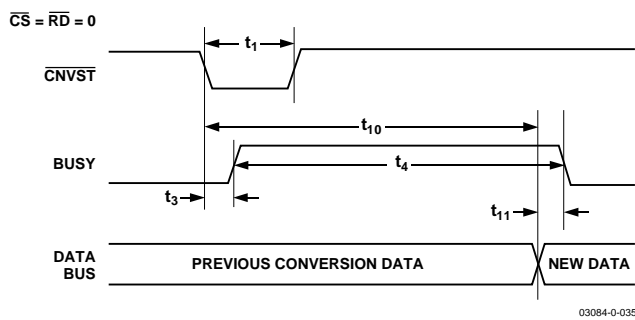 CS = RD = 0
t1
CNVST
t10
BUSY
t4
t3
t11
DATA
BUS
PREVIOUS CONVERSION DATA
NEW DATA
03084-0-035